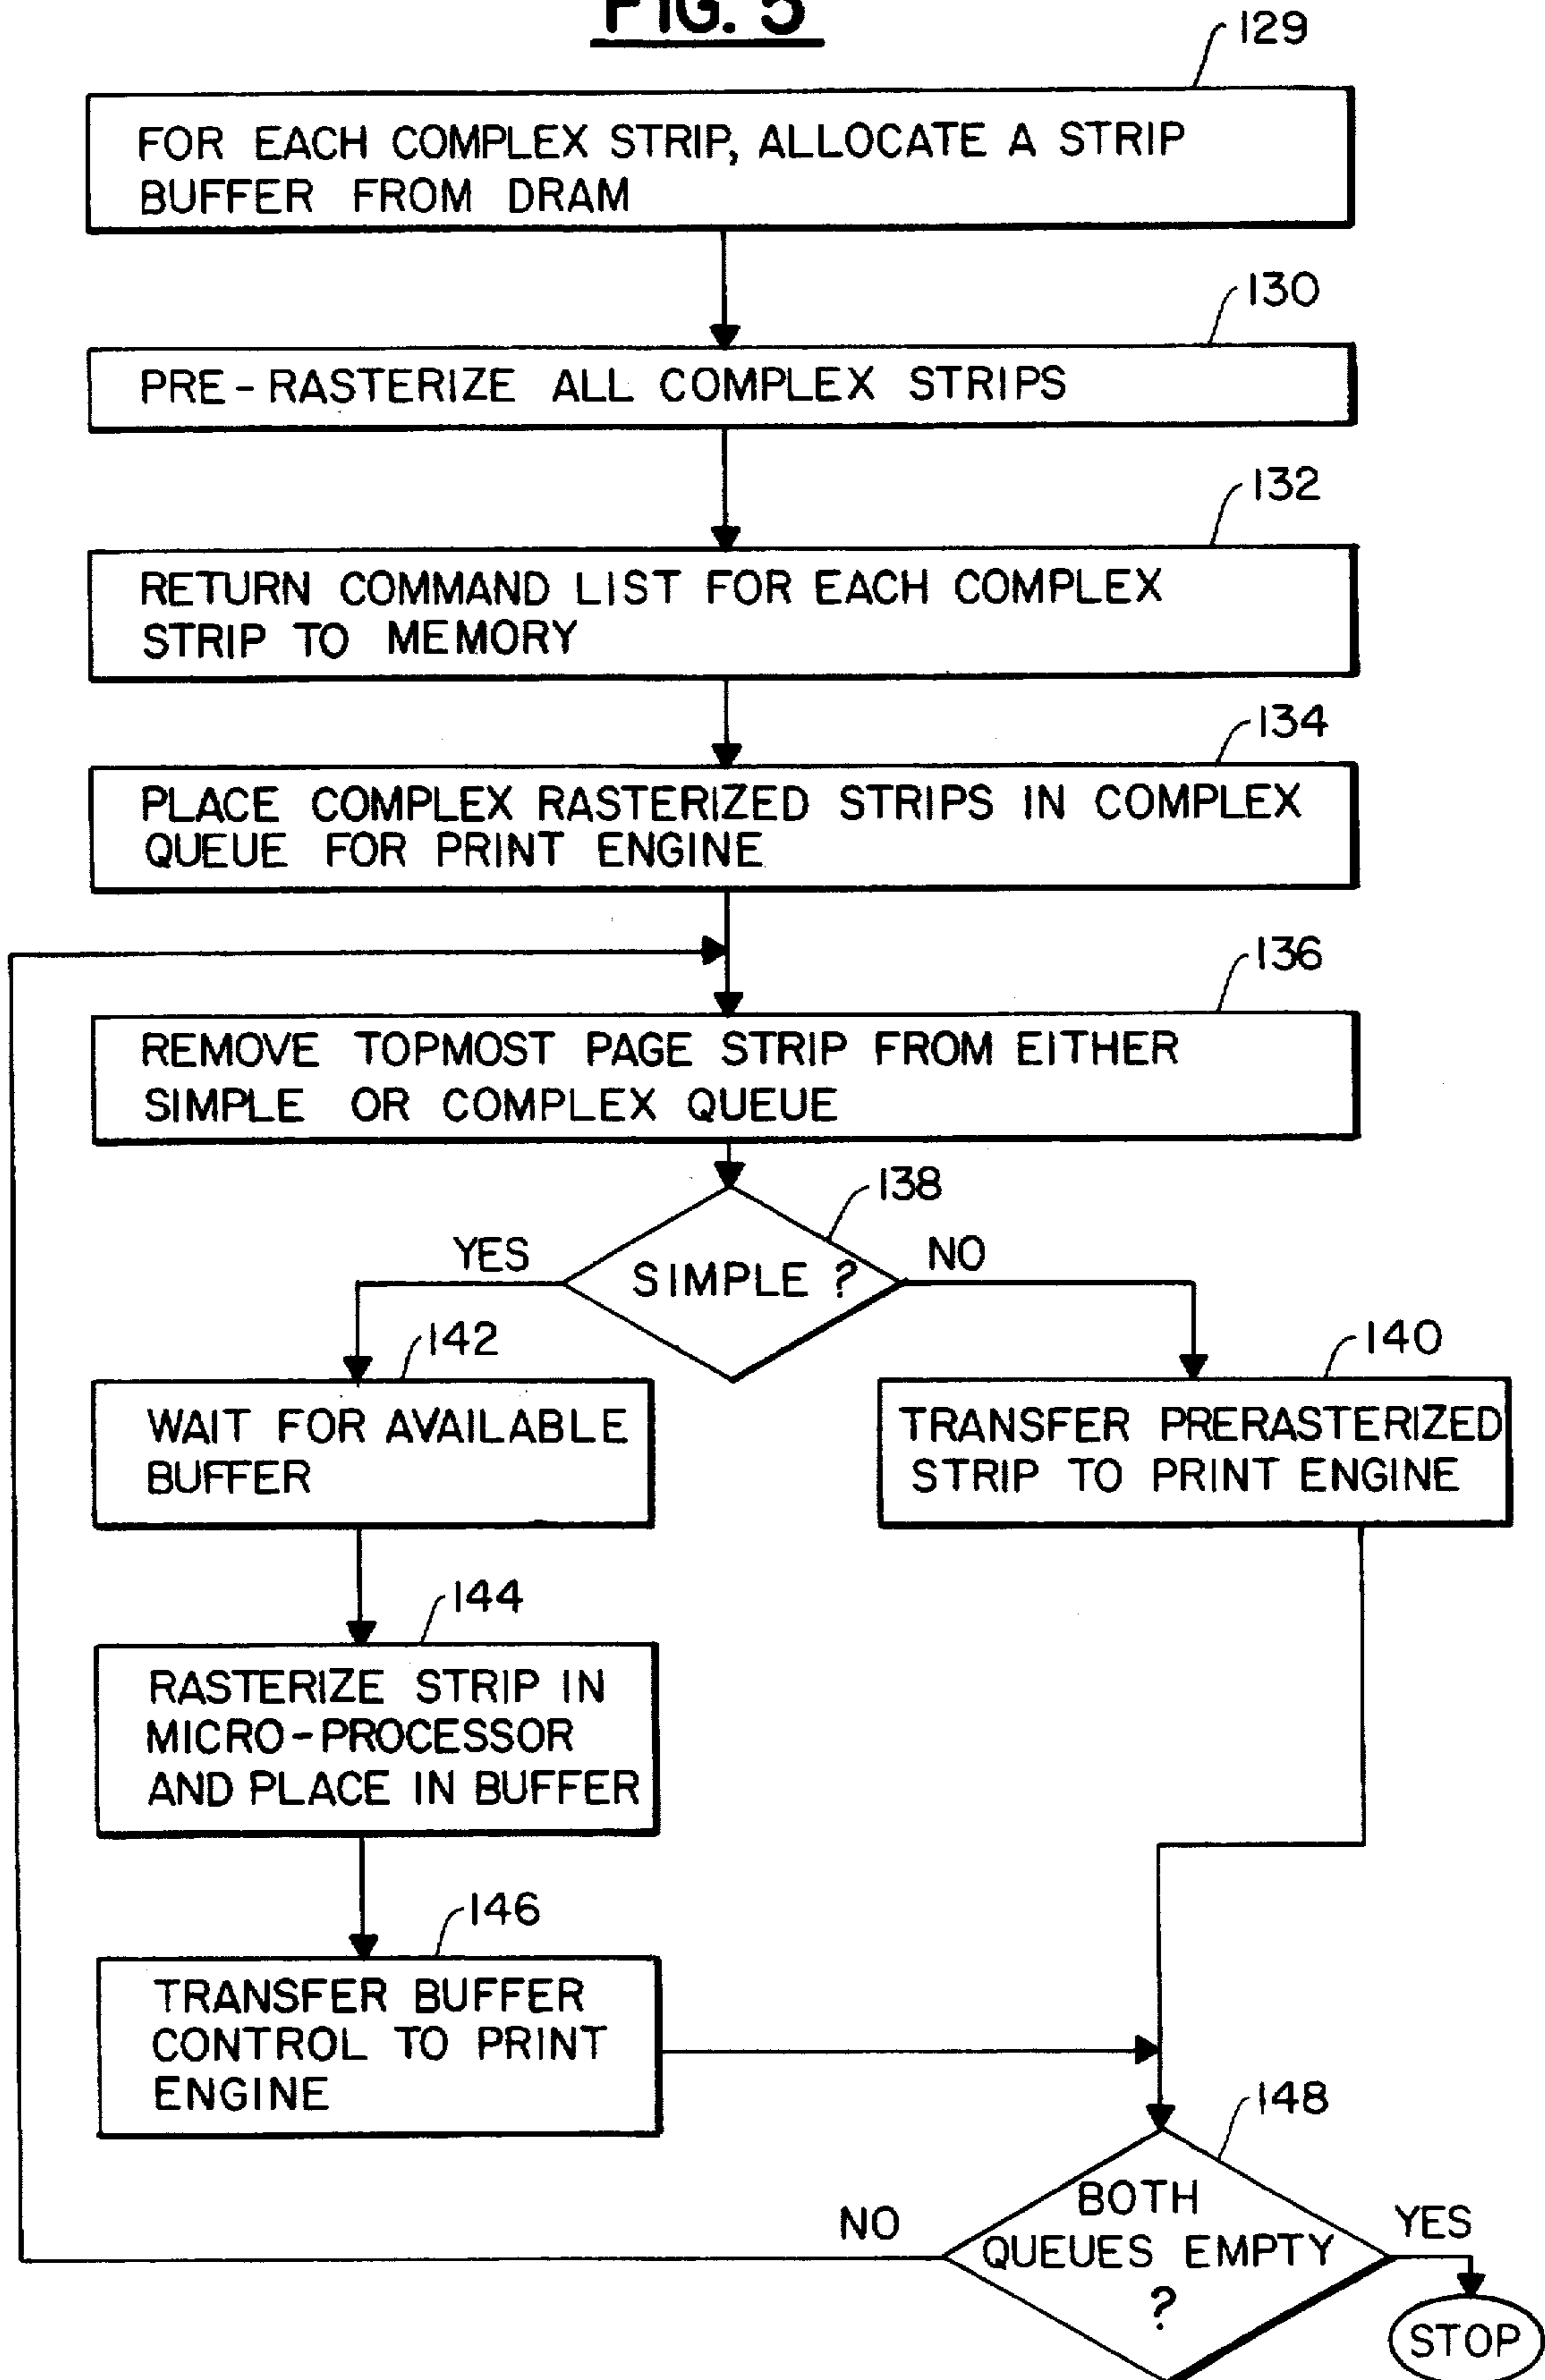 FIG. 5
129
FOR EACH COMPLEX STRIP, ALLOCATE A STRIP
BUFFER FROM DRAM
130
PRE-RASTERIZE ALL COMPLEX STRIPS
132
RETURN COMMAND LIST FOR EACH COMPLEX
STRIP TO MEMORY
134
PLACE COMPLEX RASTERIZED STRIPS IN COMPLEX
QUEUE FOR PRINT ENGINE
136
REMOVE TOPMOST PAGE STRIP FROM EITHER
SIMPLE OR COMPLEX QUEUE
138
YES
SIMPLE ?
NO
142
WAIT FOR AVAILABLE
BUFFER
140
TRANSFER PRERASTERIZED
STRIP TO PRINT ENGINE
144
RASTERIZE STRIP IN
MICRO-PROCESSOR
AND PLACE IN BUFFER
146
TRANSFER BUFFER
CONTROL TO PRINT
ENGINE
148
BOTH
QUEUES EMPTY
?
NO
YES
STOP